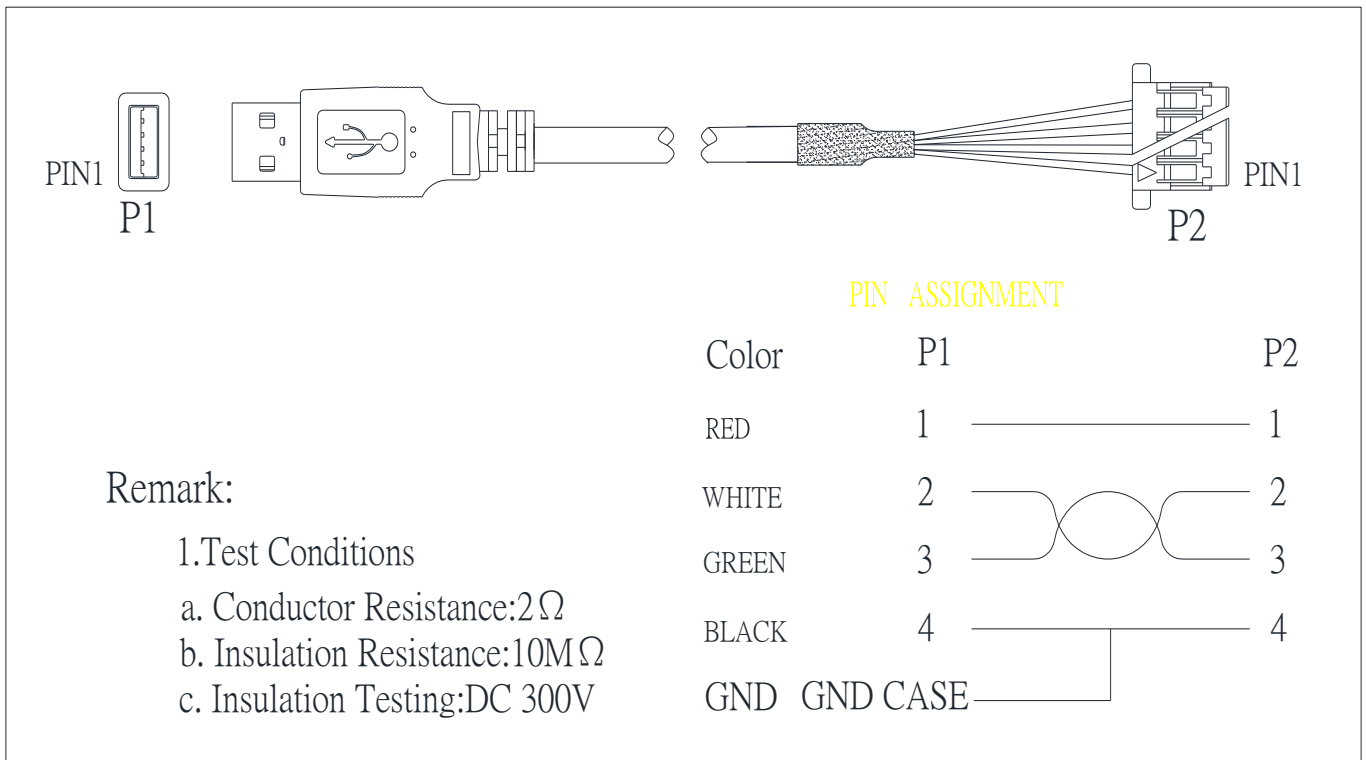 PIN1
P1
PIN1
P2
PIN ASSIGNMENT
Color P1 P2
RED 1 1
WHITE 2 2
GREEN 3 3
BLACK 4 4
GND GND CASE
Remark:
1.Test Conditions
a. Conductor Resistance:2Ω
b. Insulation Resistance:10MΩ
c. Insulation Testing:DC 300V